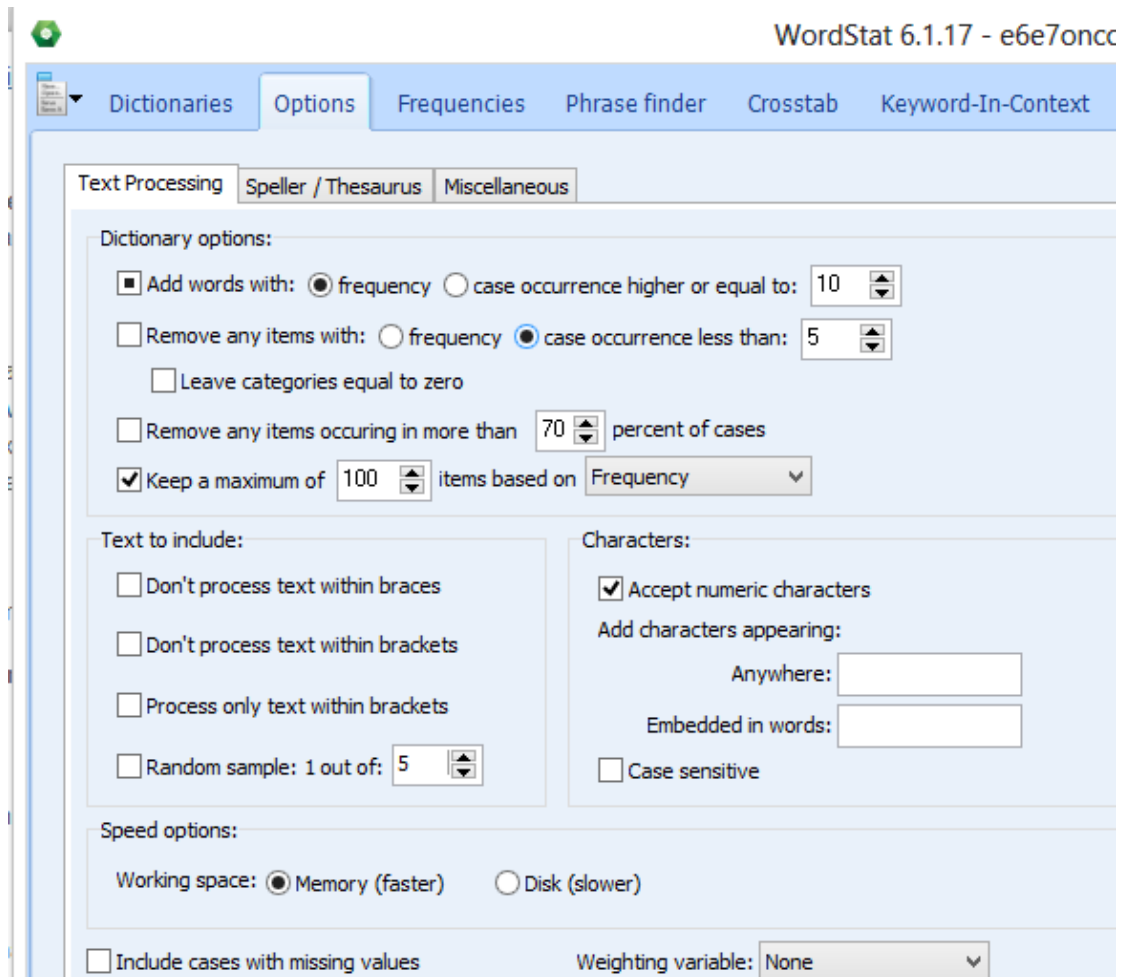 WordStat 6.1.17 - e6e7oncc
Dictionaries Options Frequencies Phrase finder Crosstab Keyword-In-Context
Text Processing Speller / Thesaurus Miscellaneous
Dictionary options:
Add words with: frequency case occurrence higher or equal to: 10
Remove any items with: frequency case occurrence less than: 5
Leave categories equal to zero
Remove any items occuring in more than 70 percent of cases
Keep a maximum of 100 items based on Frequency
Text to include:
Don't process text within braces
Don't process text within brackets
Process only text within brackets
Random sample: 1 out of: 5
Characters:
Accept numeric characters
Add characters appearing:
Anywhere:
Embedded in words:
Case sensitive
Speed options:
Working space: Memory (faster) Disk (slower)
Include cases with missing values Weighting variable: None